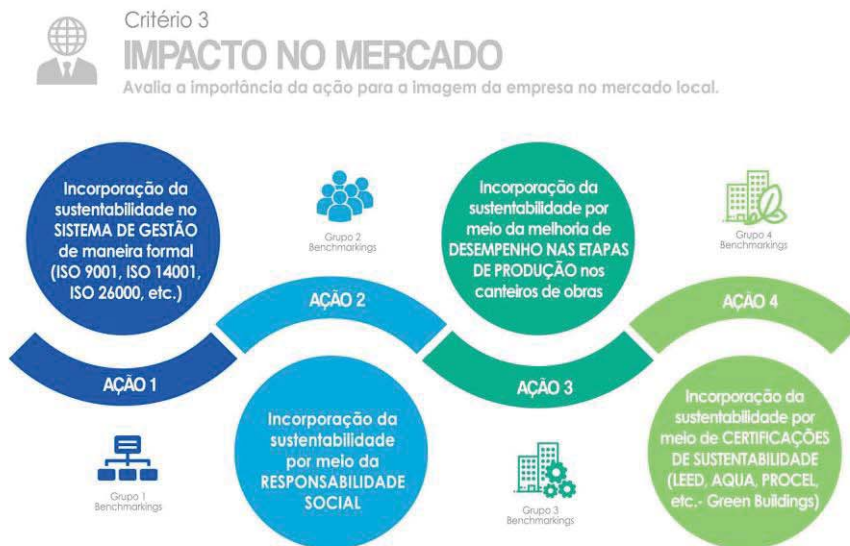 Critério 3
IMPACTO NO MERCADO
Avalia a importância da ação para a imagem da empresa no mercado local.
Incorporação da
sustentabilidade no
SISTEMA DE GESTÃO
de maneira formal
(ISO 9001, ISO 14001,
ISO 26000, etc.)
AÇÃO 1
Grupo 1
Benchmarkings
Grupo 2
Benchmarkings
AÇÃO 2
Incorporação da
sustentabilidade
por meio da
RESPONSABILIDADE
SOCIAL
Incorporação da
sustentabilidade por
meio da melhoria de
DESEMPENHO NAS ETAPAS
DE PRODUÇÃO nos
canteiros de obras
AÇÃO 3
Grupo 3
Benchmarkings
Grupo 4
Benchmarkings
AÇÃO 4
Incorporação da
sustentabilidade por
meio de CERTIFICAÇÕES
DE SUSTENTABILIDADE
(LEED, AQUA, PROCEL,
etc.- Green Buildings)